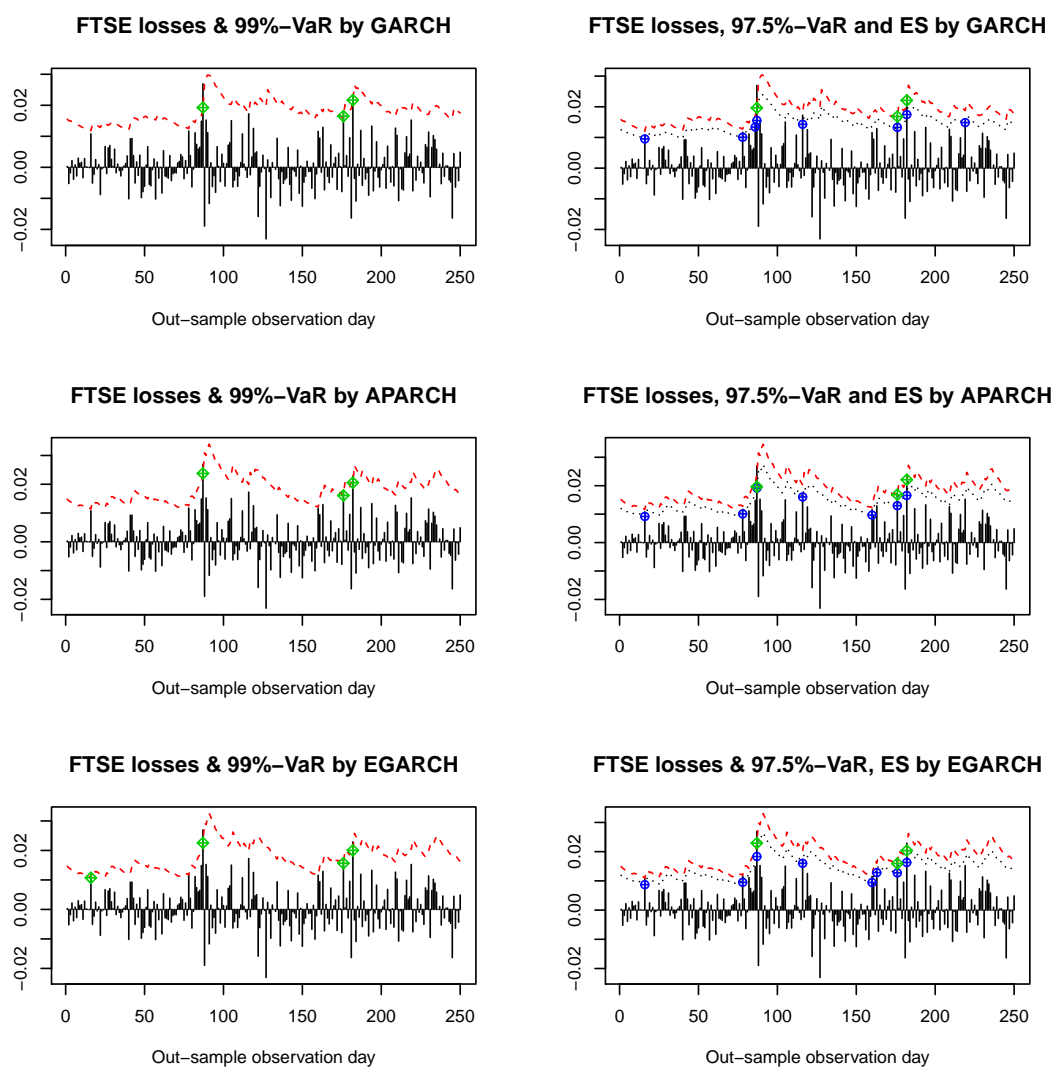 FTSE losses & 99%−VaR by GARCH
0.02
0.00
−0.02
0 50 100 150 200 250
Out−sample observation day
FTSE losses, 97.5%−VaR and ES by GARCH
0.02
0.00
−0.02
0 50 100 150 200 250
Out−sample observation day
FTSE losses & 99%−VaR by APARCH
0.02
0.00
−0.02
0 50 100 150 200 250
Out−sample observation day
FTSE losses, 97.5%−VaR and ES by APARCH
0.02
0.00
−0.02
0 50 100 150 200 250
Out−sample observation day
FTSE losses & 99%−VaR by EGARCH
0.02
0.00
−0.02
0 50 100 150 200 250
Out−sample observation day
FTSE losses & 97.5%−VaR, ES by EGARCH
0.02
0.00
−0.02
0 50 100 150 200 250
Out−sample observation day